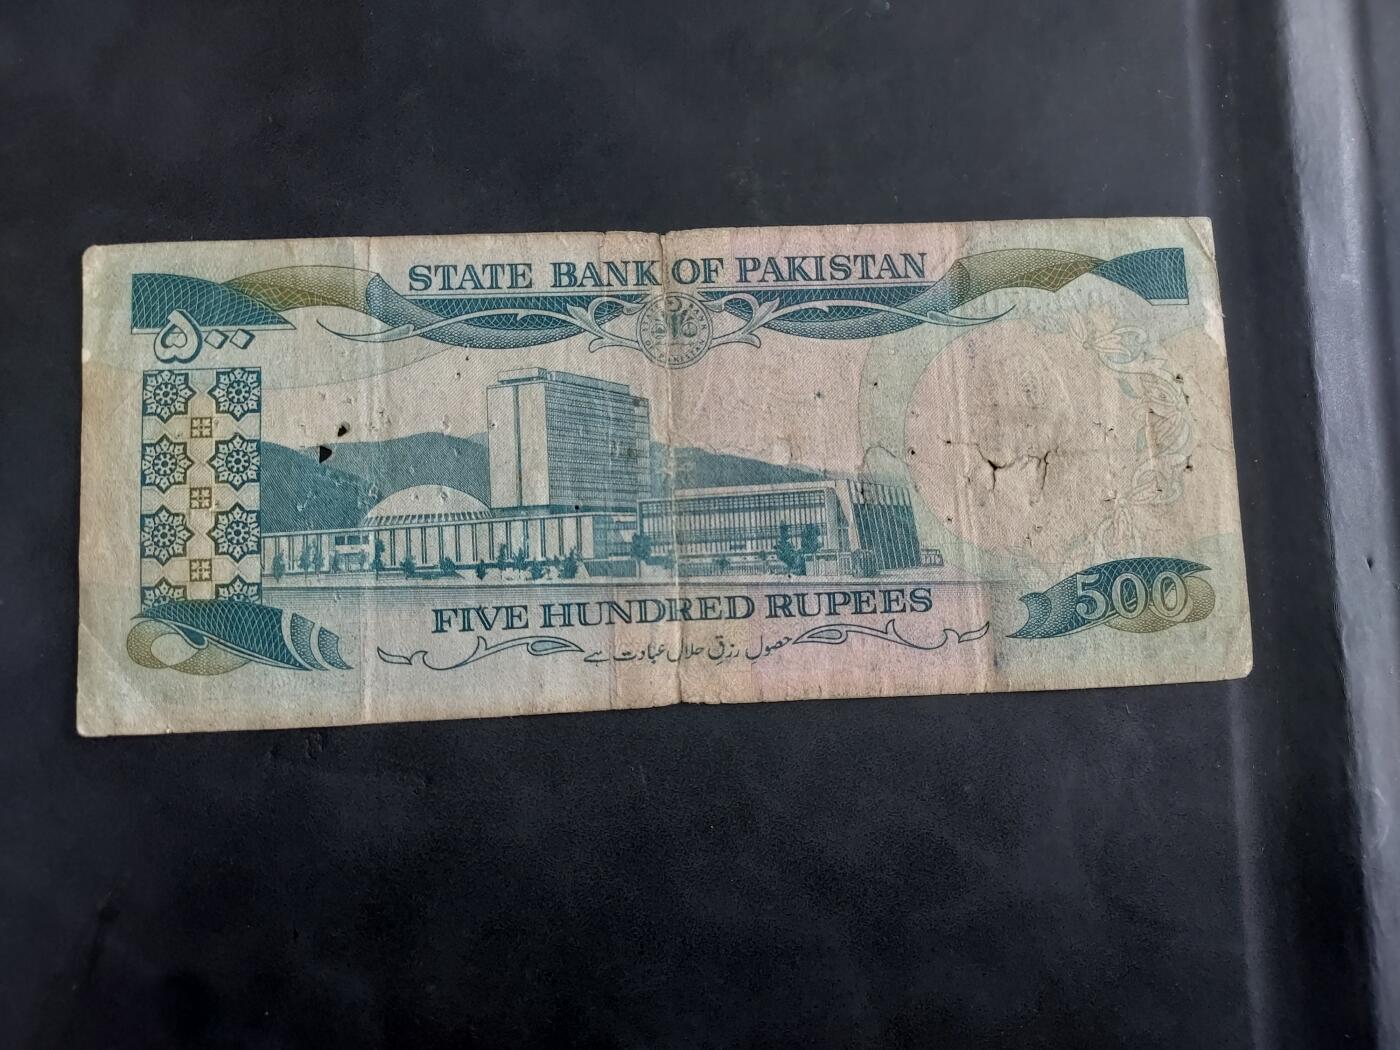 STATE BANK OF PAKISTAN
۵۰۰
FIVE HUNDRED RUPEES
500
حصولِ رزقِ حلال عبادت ہے